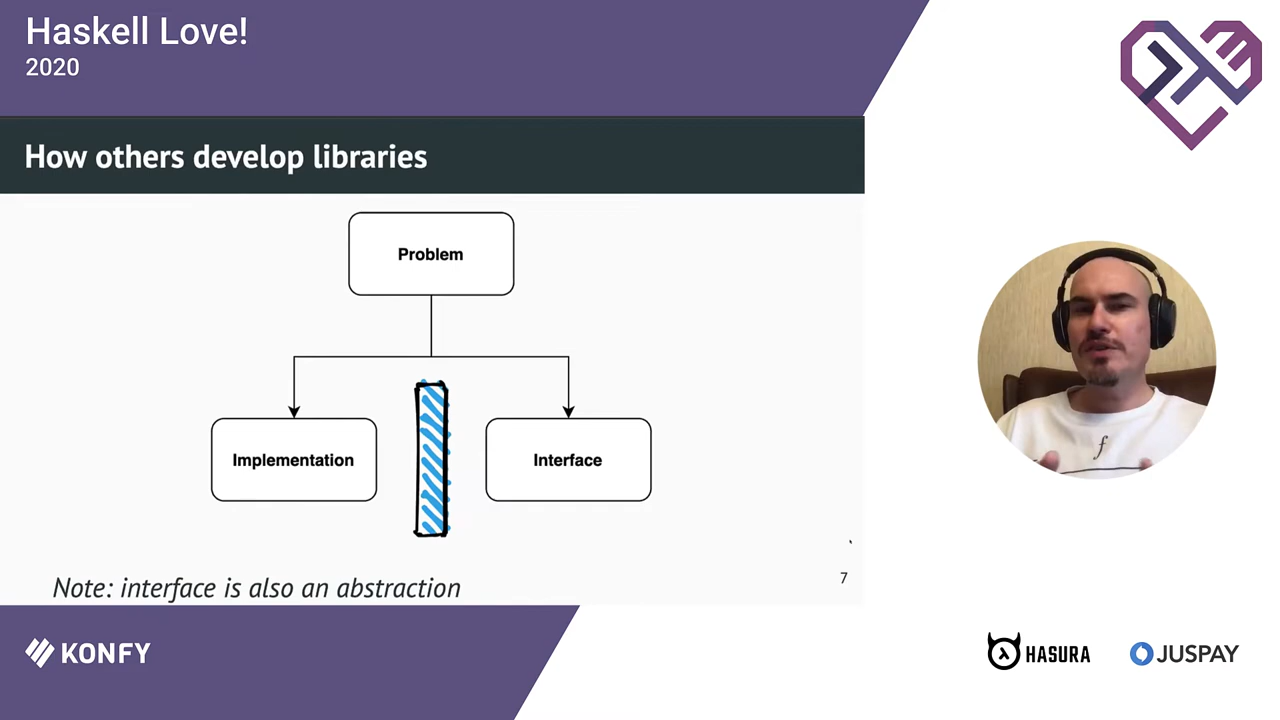 Haskell Love!
2020
How others develop libraries
Problem
Implementation
Interface
Note: interface is also an abstraction
7
f
KONFY
HASURA
JUSPAY